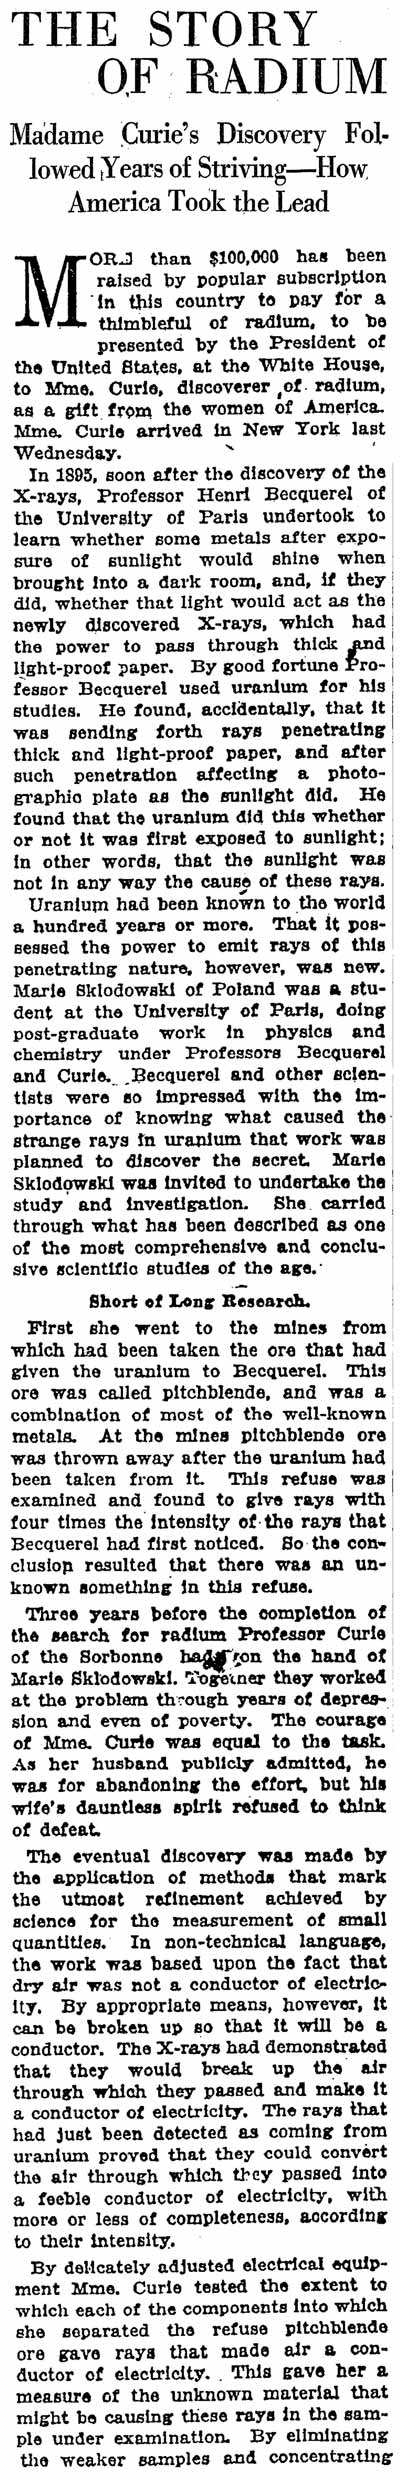 THE STORY
OF RADIUM
Madame Curie's Discovery Fol-
lowed Years of Striving—How
America Took the Lead
MORE than $100,000 has been
raised by popular subscription
in this country to pay for a
thimbleful of radium, to be
presented by the President of
the United States, at the White House,
to Mme. Curie, discoverer of radium,
as a gift from the women of America.
Mme. Curie arrived in New York last
Wednesday.
In 1895, soon after the discovery of the
X-rays, Professor Henri Becquerel of
the University of Paris undertook to
learn whether some metals after expo-
sure of sunlight would shine when
brought into a dark room, and, if they
did, whether that light would act as the
newly discovered X-rays, which had
the power to pass through thick and
light-proof paper. By good fortune Pro-
fessor Becquerel used uranium for his
studies. He found, accidentally, that it
was sending forth rays penetrating
thick and light-proof paper, and after
such penetration affecting a photo-
graphic plate as the sunlight did. He
found that the uranium did this whether
or not it was first exposed to sunlight;
in other words, that the sunlight was
not in any way the cause of these rays.
Uranium had been known to the world
a hundred years or more. That it pos-
sessed the power to emit rays of this
penetrating nature, however, was new.
Marie Sklodowski of Poland was a stu-
dent at the University of Paris, doing
post-graduate work in physics and
chemistry under Professors Becquerel
and Curie. Becquerel and other scien-
tists were so impressed with the im-
portance of knowing what caused the
strange rays in uranium that work was
planned to discover the secret. Marie
Sklodowski was invited to undertake the
study and investigation. She carried
through what has been described as one
of the most comprehensive and conclu-
sive scientific studies of the age.
Short of Long Research.
First she went to the mines from
which had been taken the ore that had
given the uranium to Becquerel. This
ore was called pitchblende, and was a
combination of most of the well-known
metals. At the mines pitchblende ore
was thrown away after the uranium had
been taken from it. This refuse was
examined and found to give rays with
four times the intensity of the rays that
Becquerel had first noticed. So the con-
clusion resulted that there was an un-
known something in this refuse.
Three years before the completion of
the search for radium Professor Curie
of the Sorbonne had won the hand of
Marie Sklodowski. Together they worked
at the problem through years of depres-
sion and even of poverty. The courage
of Mme. Curie was equal to the task.
As her husband publicly admitted, he
was for abandoning the effort, but his
wife's dauntless spirit refused to think
of defeat.
The eventual discovery was made by
the application of methods that mark
the utmost refinement achieved by
science for the measurement of small
quantities. In non-technical language,
the work was based upon the fact that
dry air was not a conductor of electric-
ity. By appropriate means, however, it
can be broken up so that it will be a
conductor. The X-rays had demonstrated
that they would break up the air
through which they passed and make it
a conductor of electricity. The rays that
had just been detected as coming from
uranium proved that they could convert
the air through which they passed into
a feeble conductor of electricity, with
more or less of completeness, according
to their intensity.
By delicately adjusted electrical equip-
ment Mme. Curie tested the extent to
which each of the components into which
she separated the refuse pitchblende
ore gave rays that made air a con-
ductor of electricity. This gave her a
measure of the unknown material that
might be causing these rays in the sam-
ple under examination. By eliminating
the weaker samples and concentrating